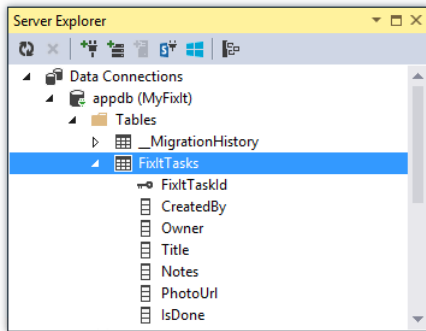 Server Explorer
Data Connections
appdb (MyFixIt)
Tables
__MigrationHistory
FixItTasks
FixItTaskId
CreatedBy
Owner
Title
Notes
PhotoUrl
IsDone